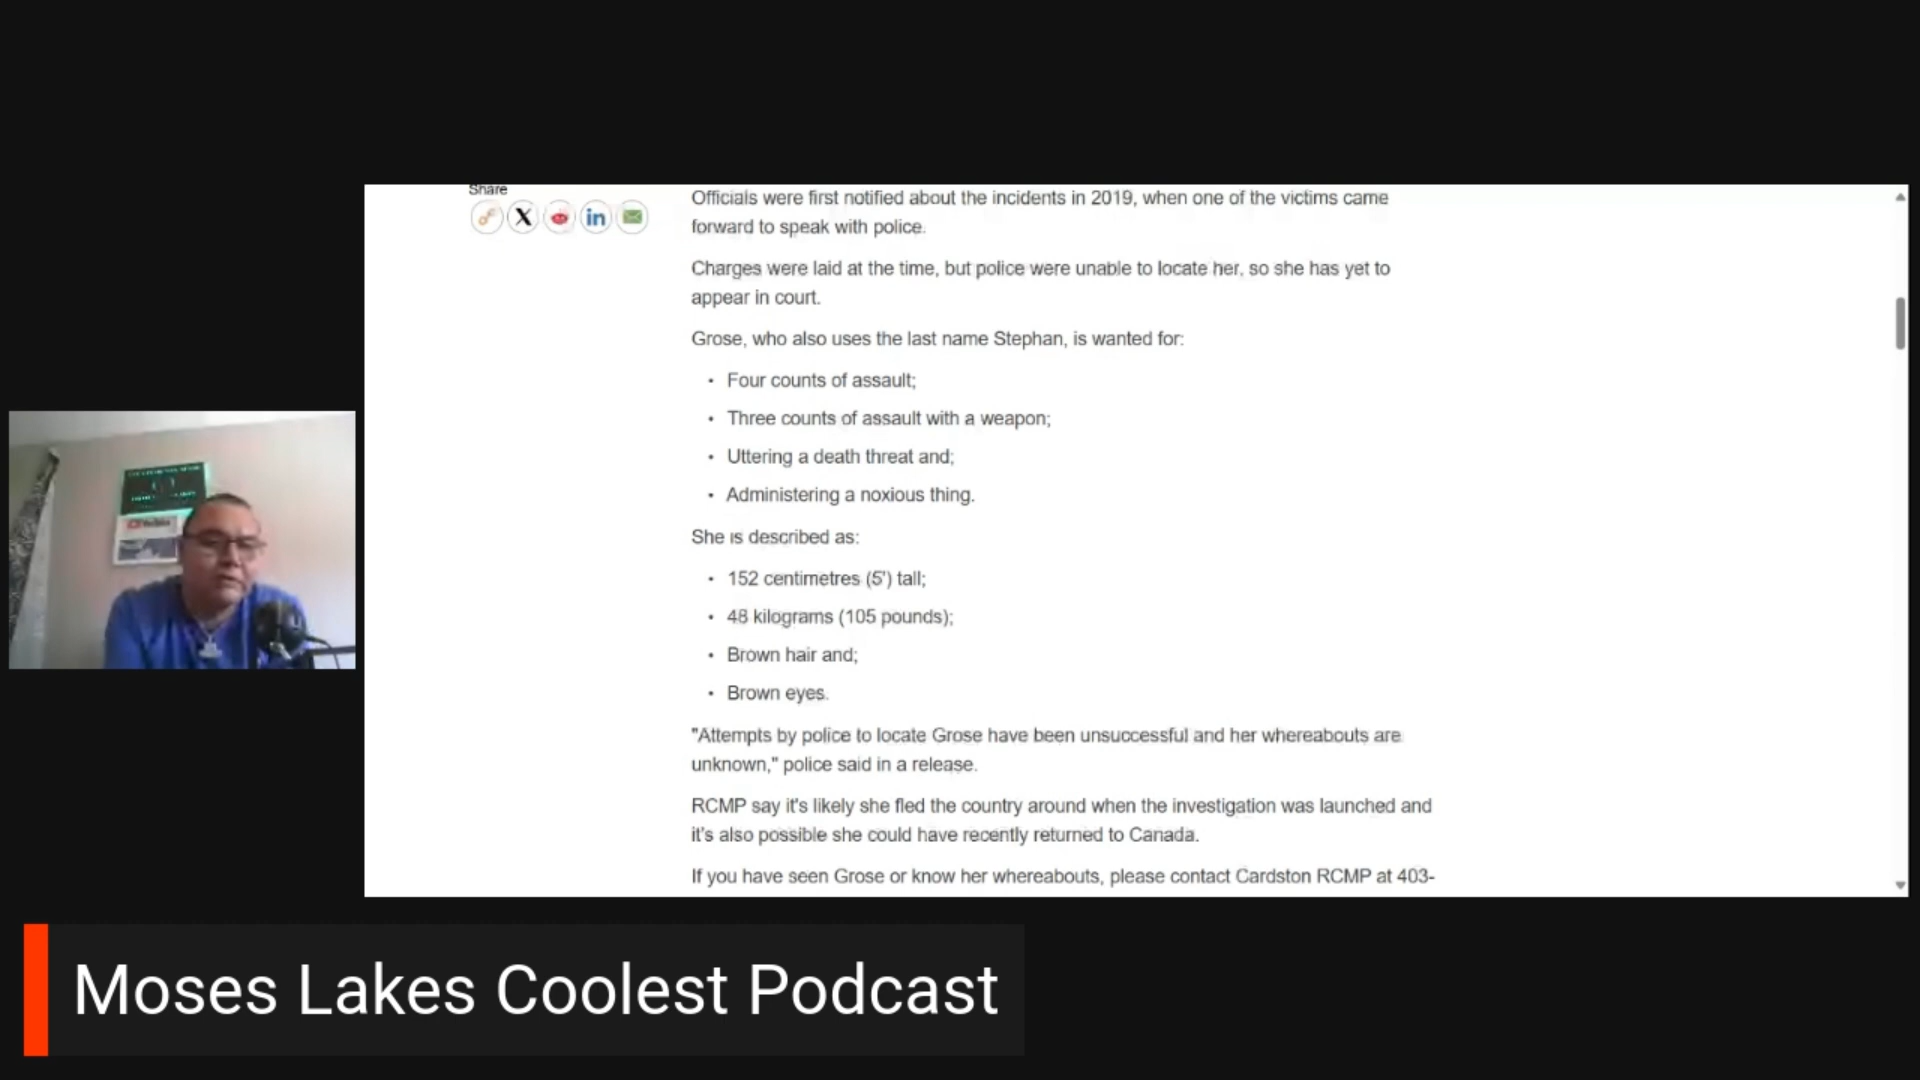 Share
Officials were first notified about the incidents in 2019, when one of the victims came
forward to speak with police.
Charges were laid at the time, but police were unable to locate her, so she has yet to
appear in court.
Grose, who also uses the last name Stephan, is wanted for:
• Four counts of assault;
• Three counts of assault with a weapon;
• Uttering a death threat and;
• Administering a noxious thing.
She is described as:
• 152 centimetres (5') tall;
• 48 kilograms (105 pounds);
• Brown hair and;
• Brown eyes.
"Attempts by police to locate Grose have been unsuccessful and her whereabouts are
unknown," police said in a release.
RCMP say it's likely she fled the country around when the investigation was launched and
it's also possible she could have recently returned to Canada.
If you have seen Grose or know her whereabouts, please contact Cardston RCMP at 403-
Moses Lakes Coolest Podcast